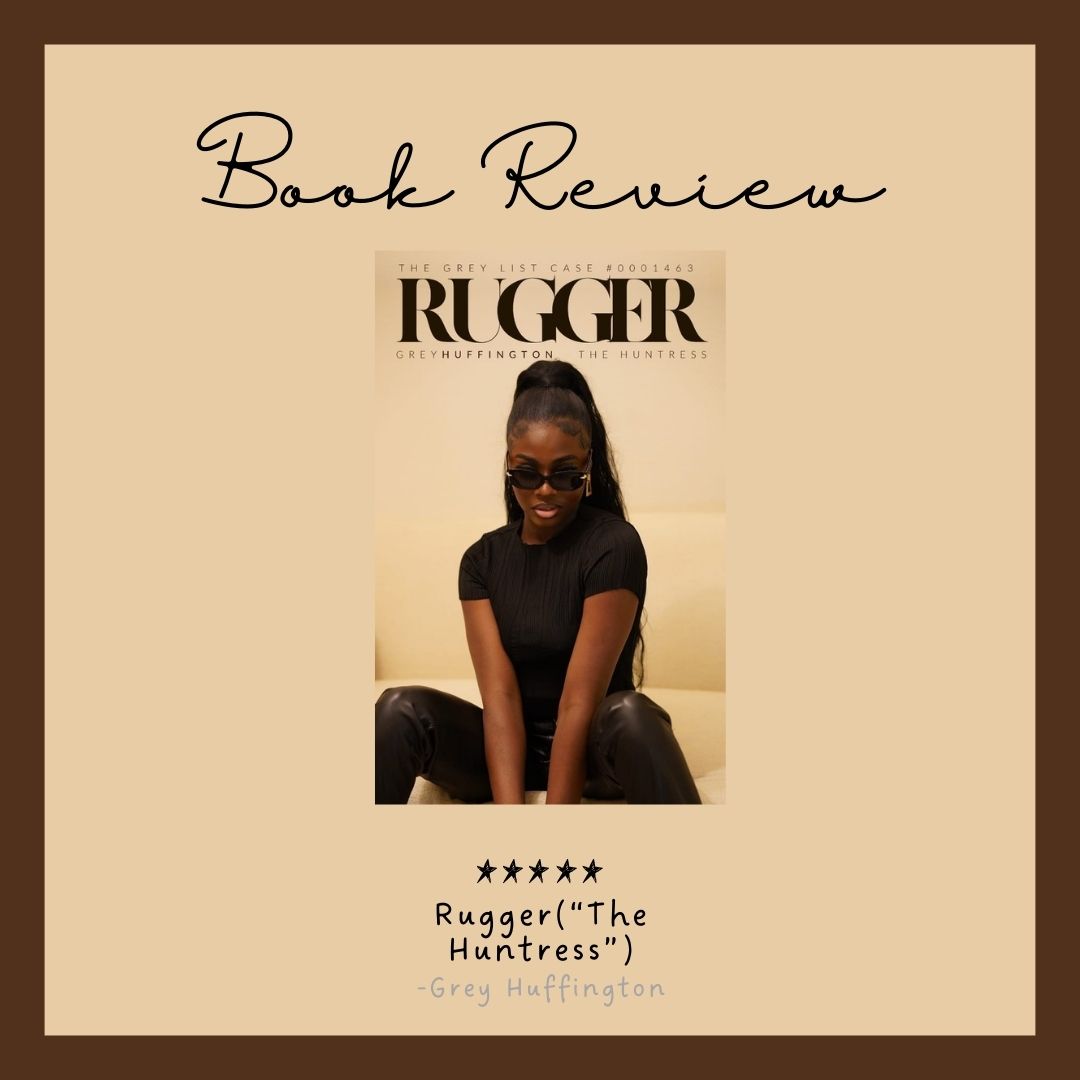 Book Review
THE GREY LIST CASE #0001463
RUGGER
GREYHUFFINGTON THE HUNTRESS
★★★★★
Rugger("The
Huntress")
-Grey Huffington